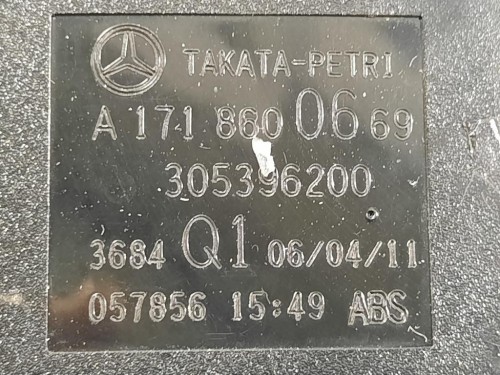 TAKATA-PETRI
A 171 860 06 69
305396200
3684 Q1 06/04/11
057856 15:49 ABS